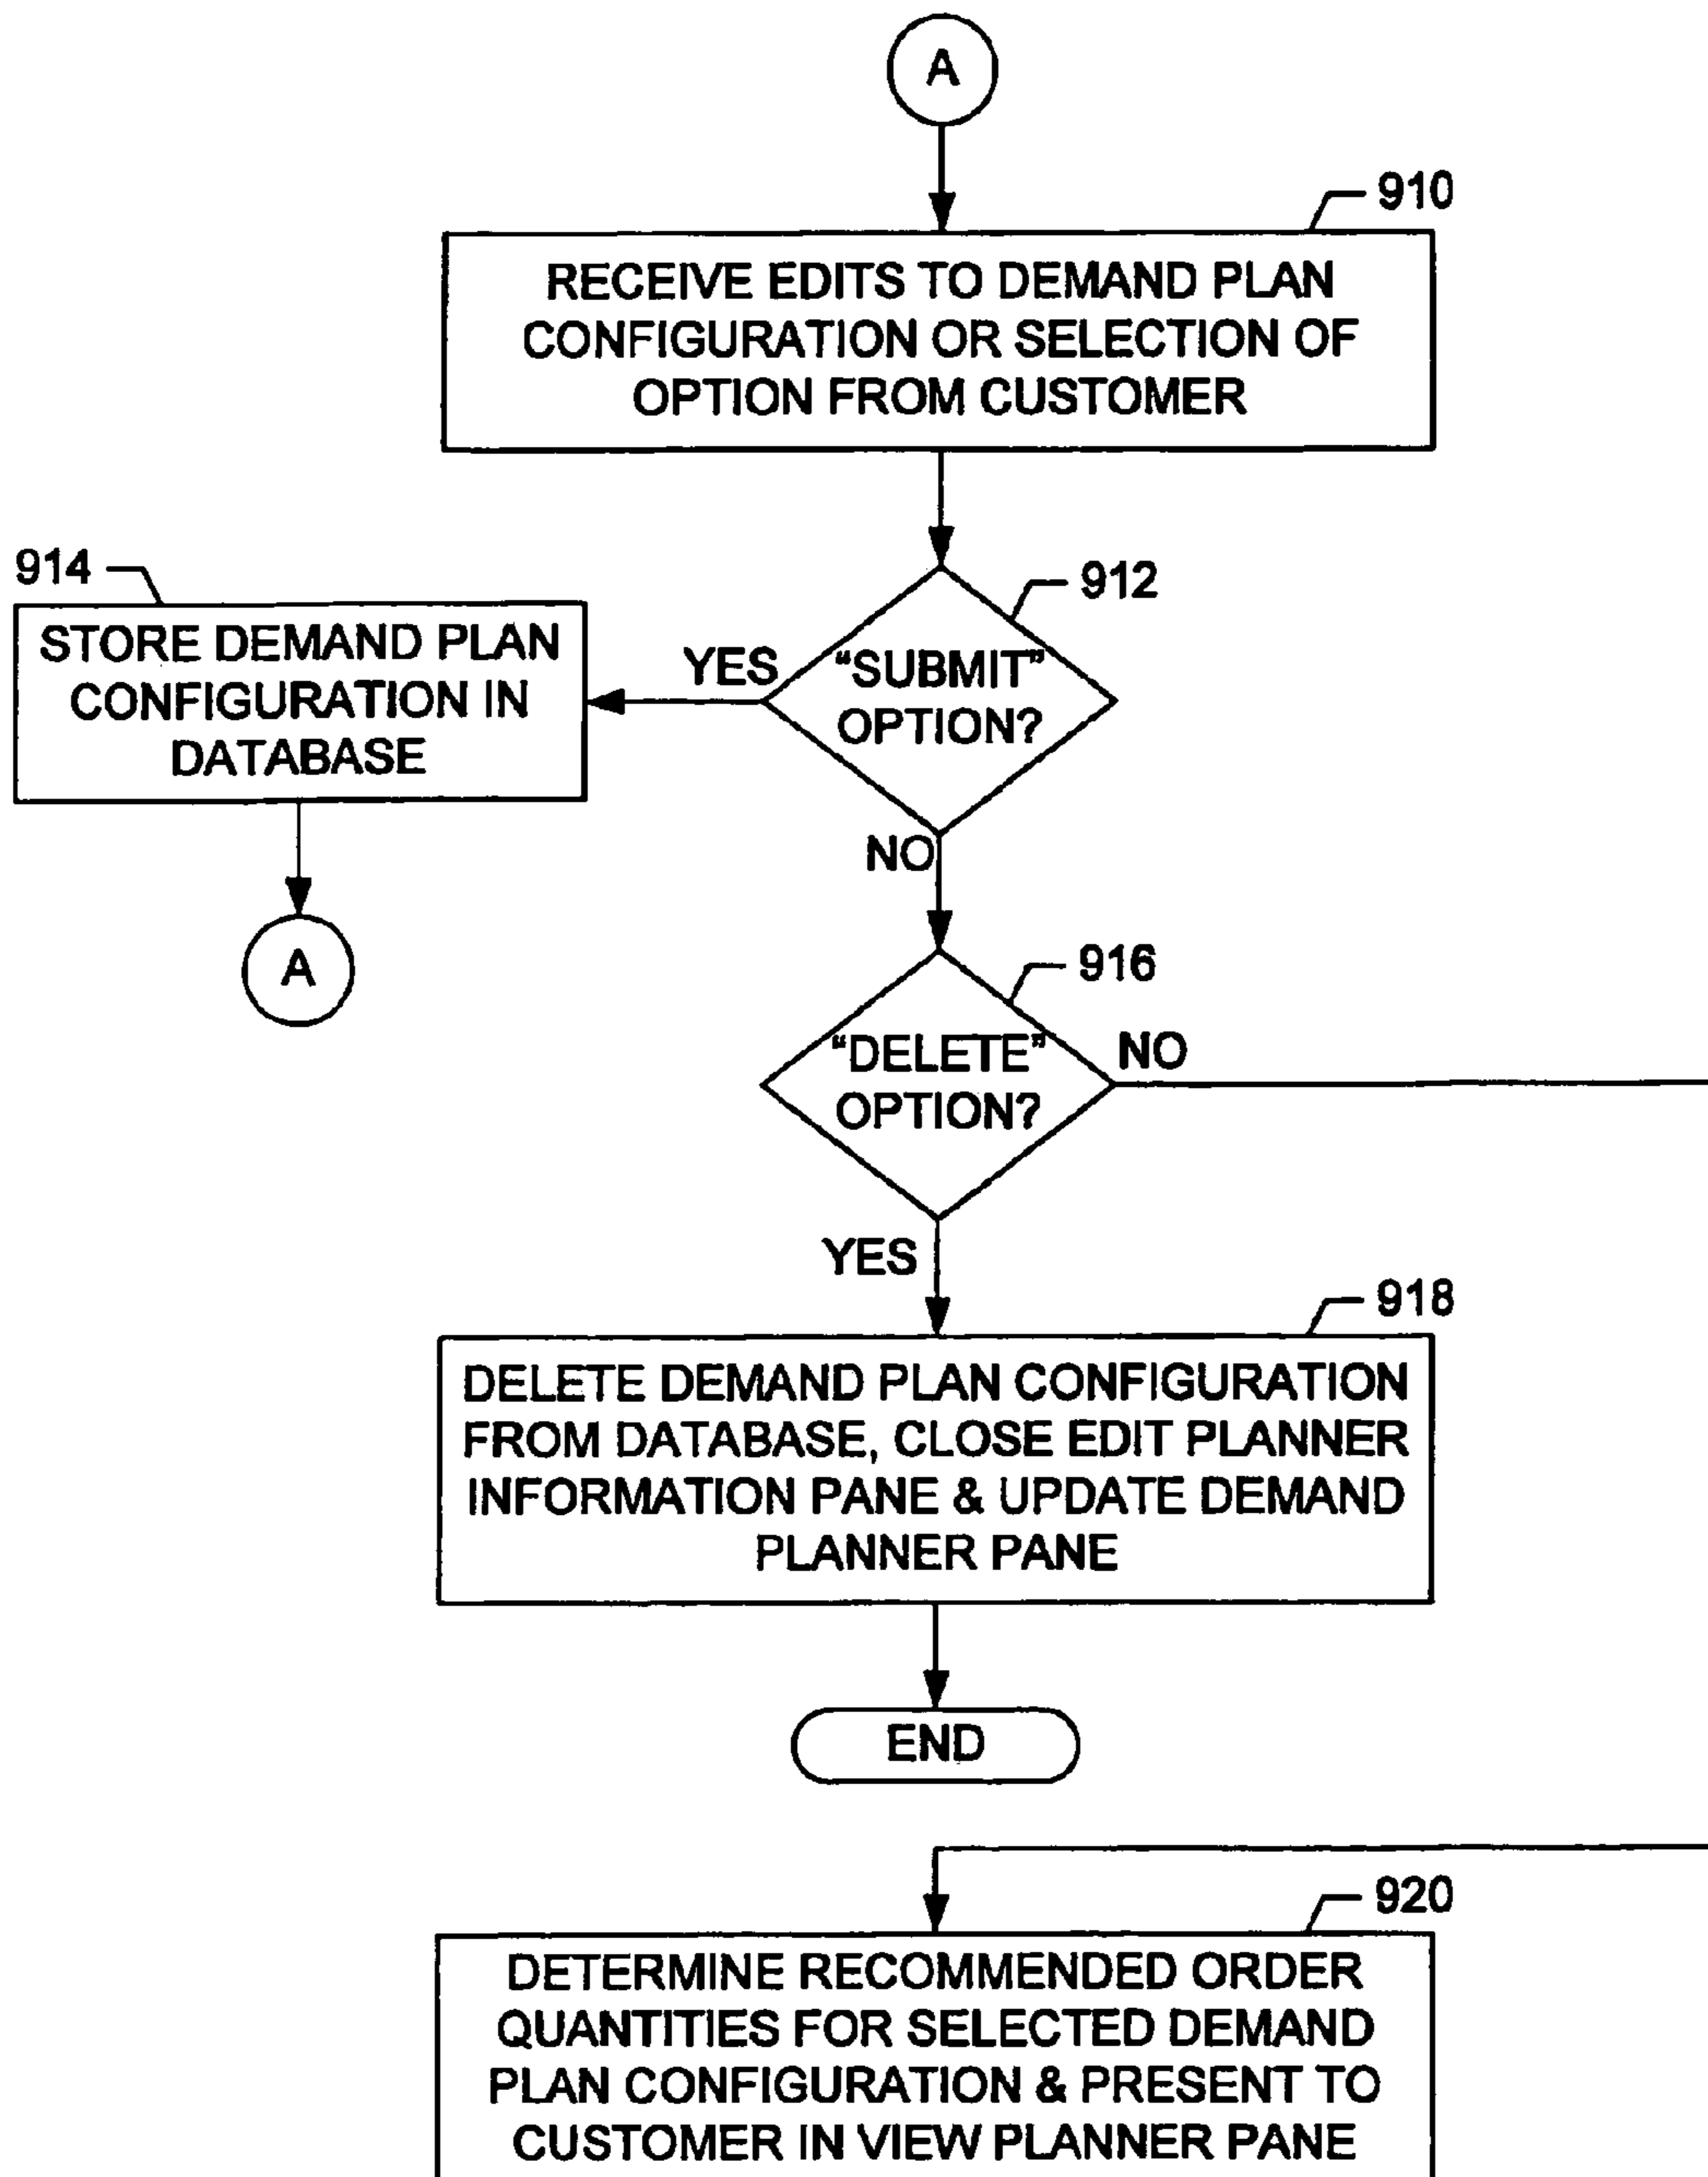 A
910
RECEIVE EDITS TO DEMAND PLAN
CONFIGURATION OR SELECTION OF
OPTION FROM CUSTOMER
914
912
STORE DEMAND PLAN
CONFIGURATION IN
DATABASE
YES
“SUBMIT”
OPTION?
NO
A
916
“DELETE”
OPTION?
NO
YES
918
DELETE DEMAND PLAN CONFIGURATION
FROM DATABASE, CLOSE EDIT PLANNER
INFORMATION PANE & UPDATE DEMAND
PLANNER PANE
END
920
DETERMINE RECOMMENDED ORDER
QUANTITIES FOR SELECTED DEMAND
PLAN CONFIGURATION & PRESENT TO
CUSTOMER IN VIEW PLANNER PANE